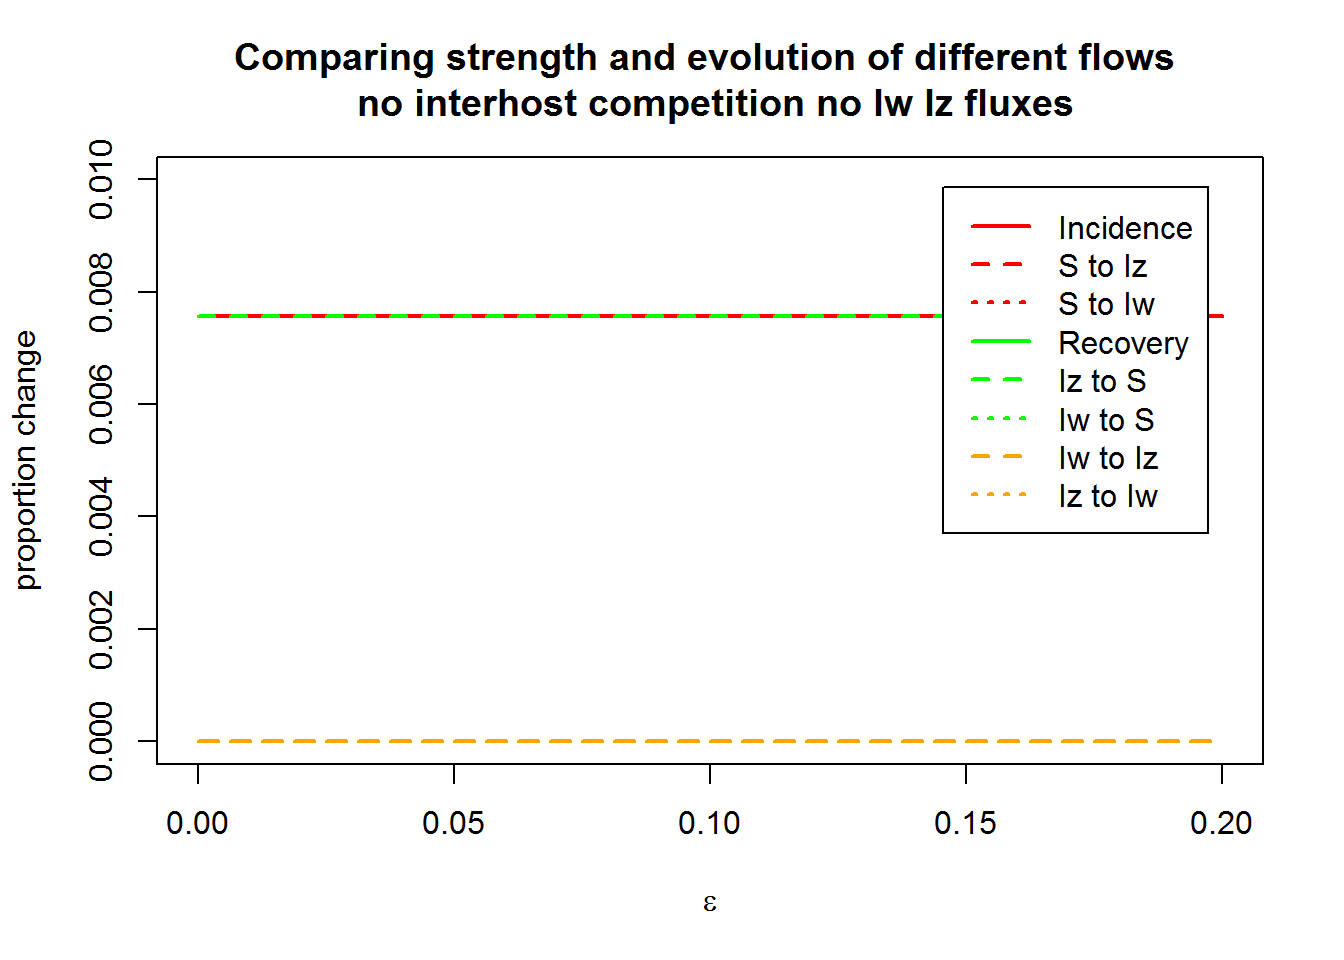 Comparing strength and evolution of different flows
no interhost competition no Iw Iz fluxes
proportion change
0.010
0.008
0.006
0.004
0.002
0.000
Incidence
S to Iz
S to Iw
Recovery
Iz to S
Iw to S
Iw to Iz
Iz to Iw
0.00 0.05 0.10 0.15 0.20
ε